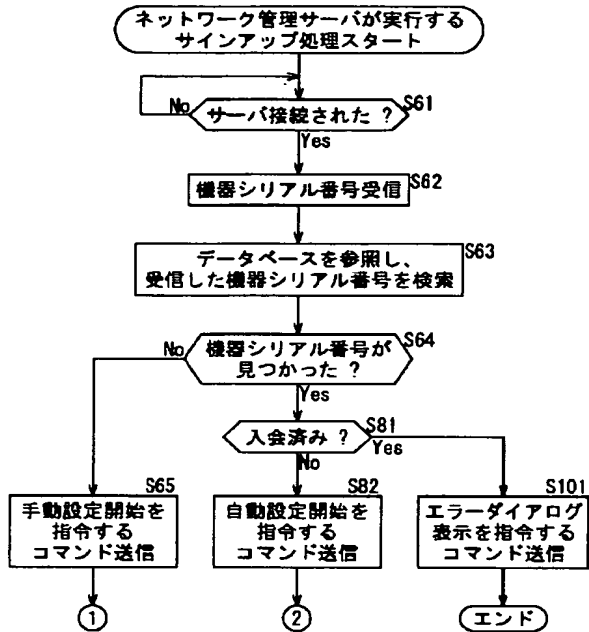 ネットワーク管理サーバが実行する
サインアップ処理スタート
No
サーバ接続された ?
S61
Yes
機器シリアル番号受信
S62
データベースを参照し、
受信した機器シリアル番号を検索
S63
No
機器シリアル番号が
見つかった ?
S64
Yes
入会済み ?
S81
Yes
No
S65
手動設定開始を
指令する
コマンド送信
S82
自動設定開始を
指令する
コマンド送信
S101
エラーダイアログ
表示を指令する
コマンド送信
1
2
エンド